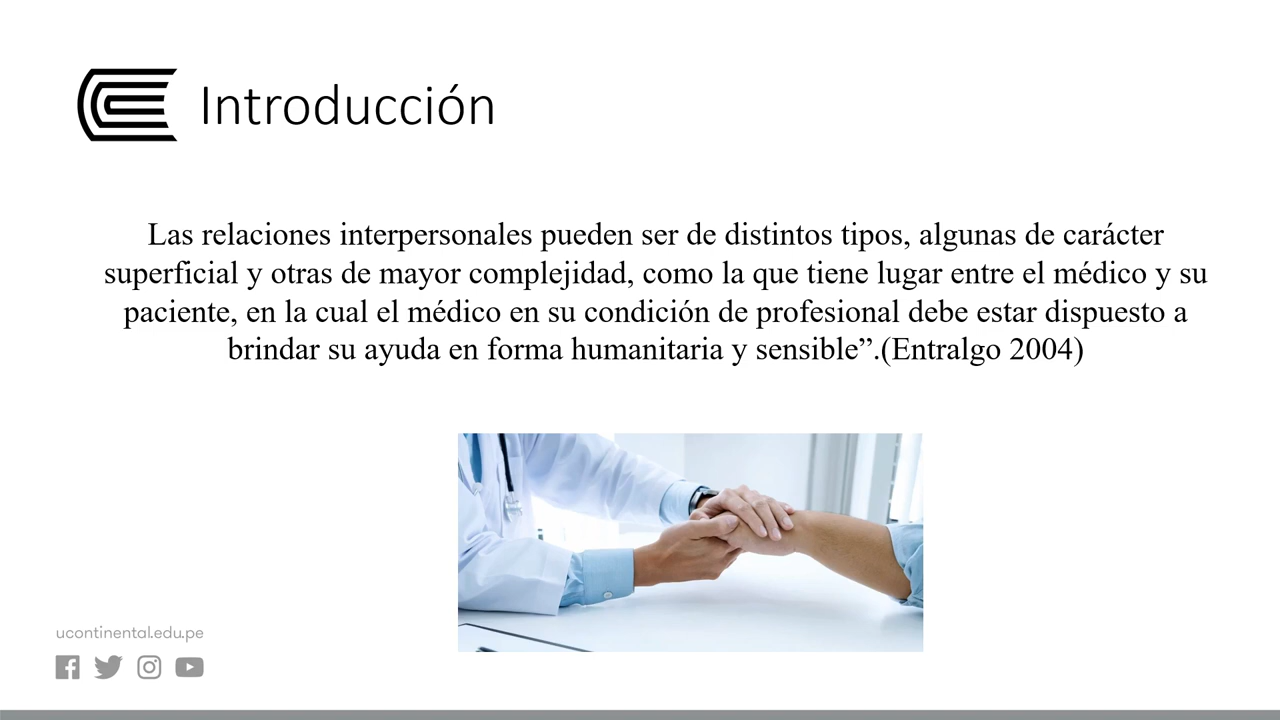 Introducción
Las relaciones interpersonales pueden ser de distintos tipos, algunas de carácter
superficial y otras de mayor complejidad, como la que tiene lugar entre el médico y su
paciente, en la cual el médico en su condición de profesional debe estar dispuesto a
brindar su ayuda en forma humanitaria y sensible”.(Entralgo 2004)
ucontinental.edu.pe